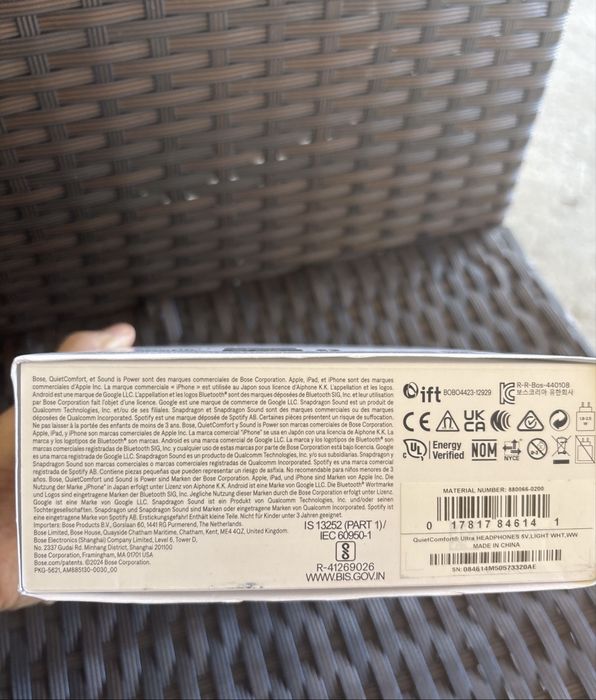 Bose, QuietComfort, et Sound is Power sont des marques commerciales de Bose Corporation. Apple, iPad, et iPhone sont des marques
commerciales d'Apple Inc. La marque commerciale « iPhone » est utilisée au Japon sous licence d'Aiphone K.K. L'appellation et les logos
Android est une marque de Google LLC. L'appellation et les logos Bluetooth® sont des marques déposées de Bluetooth SIG, Inc. et leur utilisation
par Bose Corporation fait l'objet d'une licence. Google est une marque de commerce de Google LLC. Snapdragon Sound est un produit de
Qualcomm Technologies, Inc. et/ou de ses filiales. Snapdragon et Snapdragon Sound sont des marques commerciales ou des marques
déposées de Qualcomm Incorporated. Spotify est une marque déposée de Spotify AB. Certaines pièces présentent un risque de suffocation.
Ne pas laisser à la portée des enfants de moins de 3 ans. Bose, QuietComfort y Sound is Power son marcas comerciales de Bose Corporation.
Apple, iPad, y iPhone son marcas comerciales de Apple Inc. La marca comercial "iPhone" se usa en Japón con una licencia de Aiphone K.K. La
marca y los logotipos de Bluetooth® son marcas. Android es una marca comercial de Google LLC. La marca y los logotipos de Bluetooth® son
marcas comerciales registradas de Bluetooth SIG, Inc, y cualquier uso de estas marcas por parte de Bose Corporation está bajo licencia. Google
es una marca registrada de Google LLC. Snapdragon Sound es un producto de Qualcomm Technologies, Inc. y/o sus subsidiarias. Snapdragon y
Snapdragon Sound son marcas comerciales o marcas comerciales registradas de Qualcomm Incorporated. Spotify es una marca comercial
registrada de Spotify AB. Contiene piezas pequeñas que pueden representar un riesgo de asfixia. No recomendable para niños menores de 3
años. Bose, QuietComfort und Sound is Power sind Marken der Bose Corporation. Apple, iPad, und iPhone sind Marken von Apple Inc. Die
Nutzung der Marke „iPhone" in Japan erfolgt unter Lizenz von Aiphone K.K. Android ist eine Marke von Google LLC. Die Bluetooth® Wortmarke
und Logos sind eingetragene Marken der Bluetooth SIG, Inc. Jegliche Nutzung dieser Marken durch Bose Corporation erfolgt unter Lizenz.
Google ist eine Marke von Google LLC. Snapdragon Sound ist ein Produkt von Qualcomm Technologies, Inc. und/oder seinen
Tochtergesellschaften. Snapdragon und Snapdragon Sound sind Marken oder eingetragene Marken von Qualcomm Incorporated. Spotify ist
eine eingetragene Marke von Spotify AB. Erstickungsgefahr! Enthält kleine Teile. Nicht für Kinder unter 3 Jahren geeignet.
Importers: Bose Products B.V., Gorslaan 60, 1441 RG Purmerend, The Netherlands.
Bose Limited, Bose House, Quayside Chatham Maritime, Chatham, Kent, ME4 4QZ, United Kingdom.
Bose Electronics (Shanghai) Company Limited, Level 6, Tower D,
No. 2337 Gudai Rd. Minhang District, Shanghai 201100
Bose Corporation, Framingham, MA 01701 USA
Bose.com/patents. ©2024 Bose Corporation.
PKG-5621_AM885130-0030_00
IS 13252 (PART 1)/
IEC 60950-1
R-41269026
WWW.BIS.GOV.IN
ift BOBO4423-12929
R-R-Bos-440108
보스코리아 유한회사
CE UK CA
UL Energy Verified NOM NYCE
MATERIAL NUMBER: 880066-0200
0 17817 84614 1
QuietComfort® Ultra HEADPHONES 5V,LIGHT WHT,WW
MADE IN CHINA
SN: 084614M50573320AE